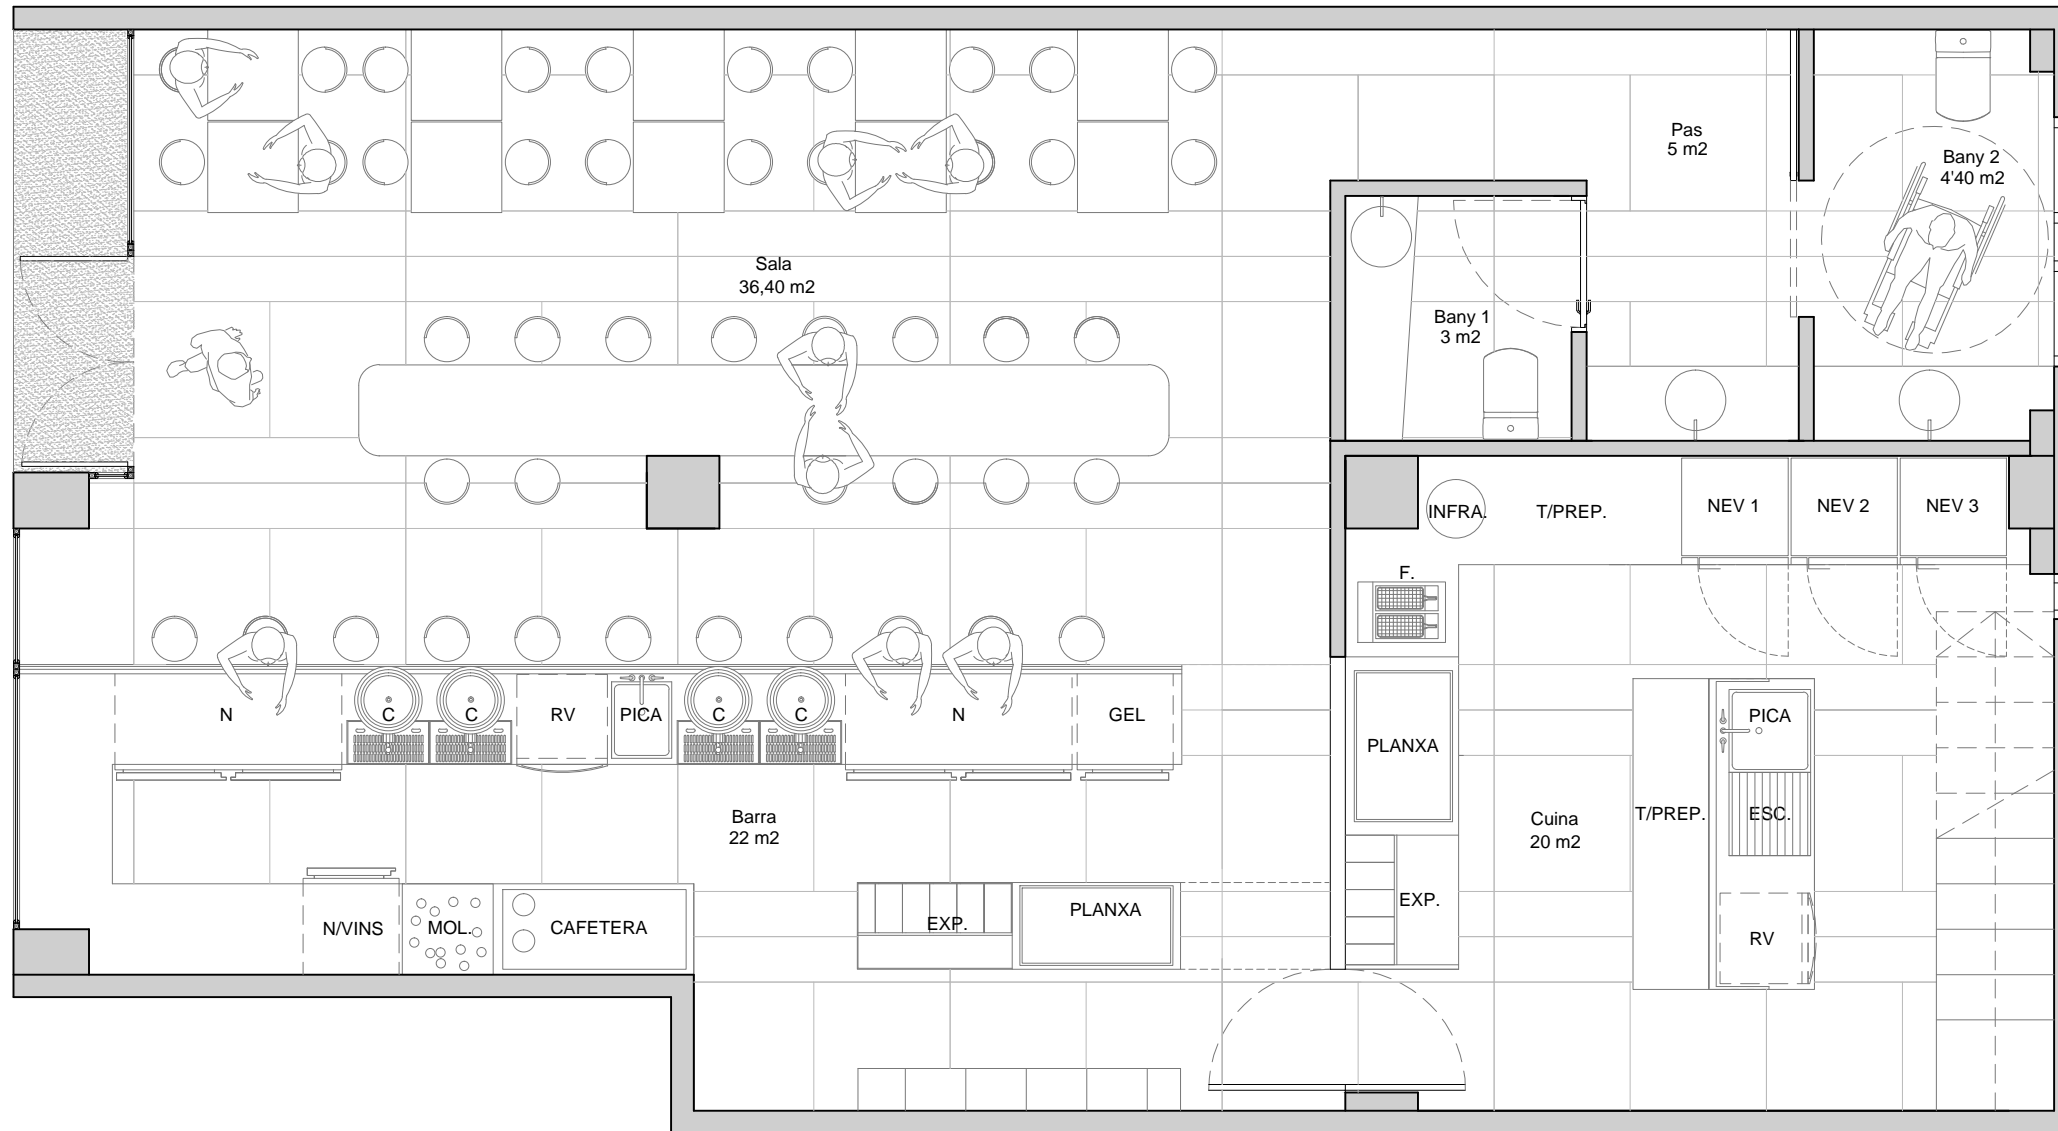 Pas
5 m2
Bany 2
4'40 m2
Sala
36,40 m2
Bany 1
3 m2
INFRA.
T/PREP.
NEV 1
NEV 2
NEV 3
F.
N
C
C
RV
PICA
C
C
N
GEL
PLANXA
PICA
Barra
22 m2
Cuina
20 m2
T/PREP.
ESC.
N/VINS
MOL.
CAFETERA
EXP.
PLANXA
EXP.
RV